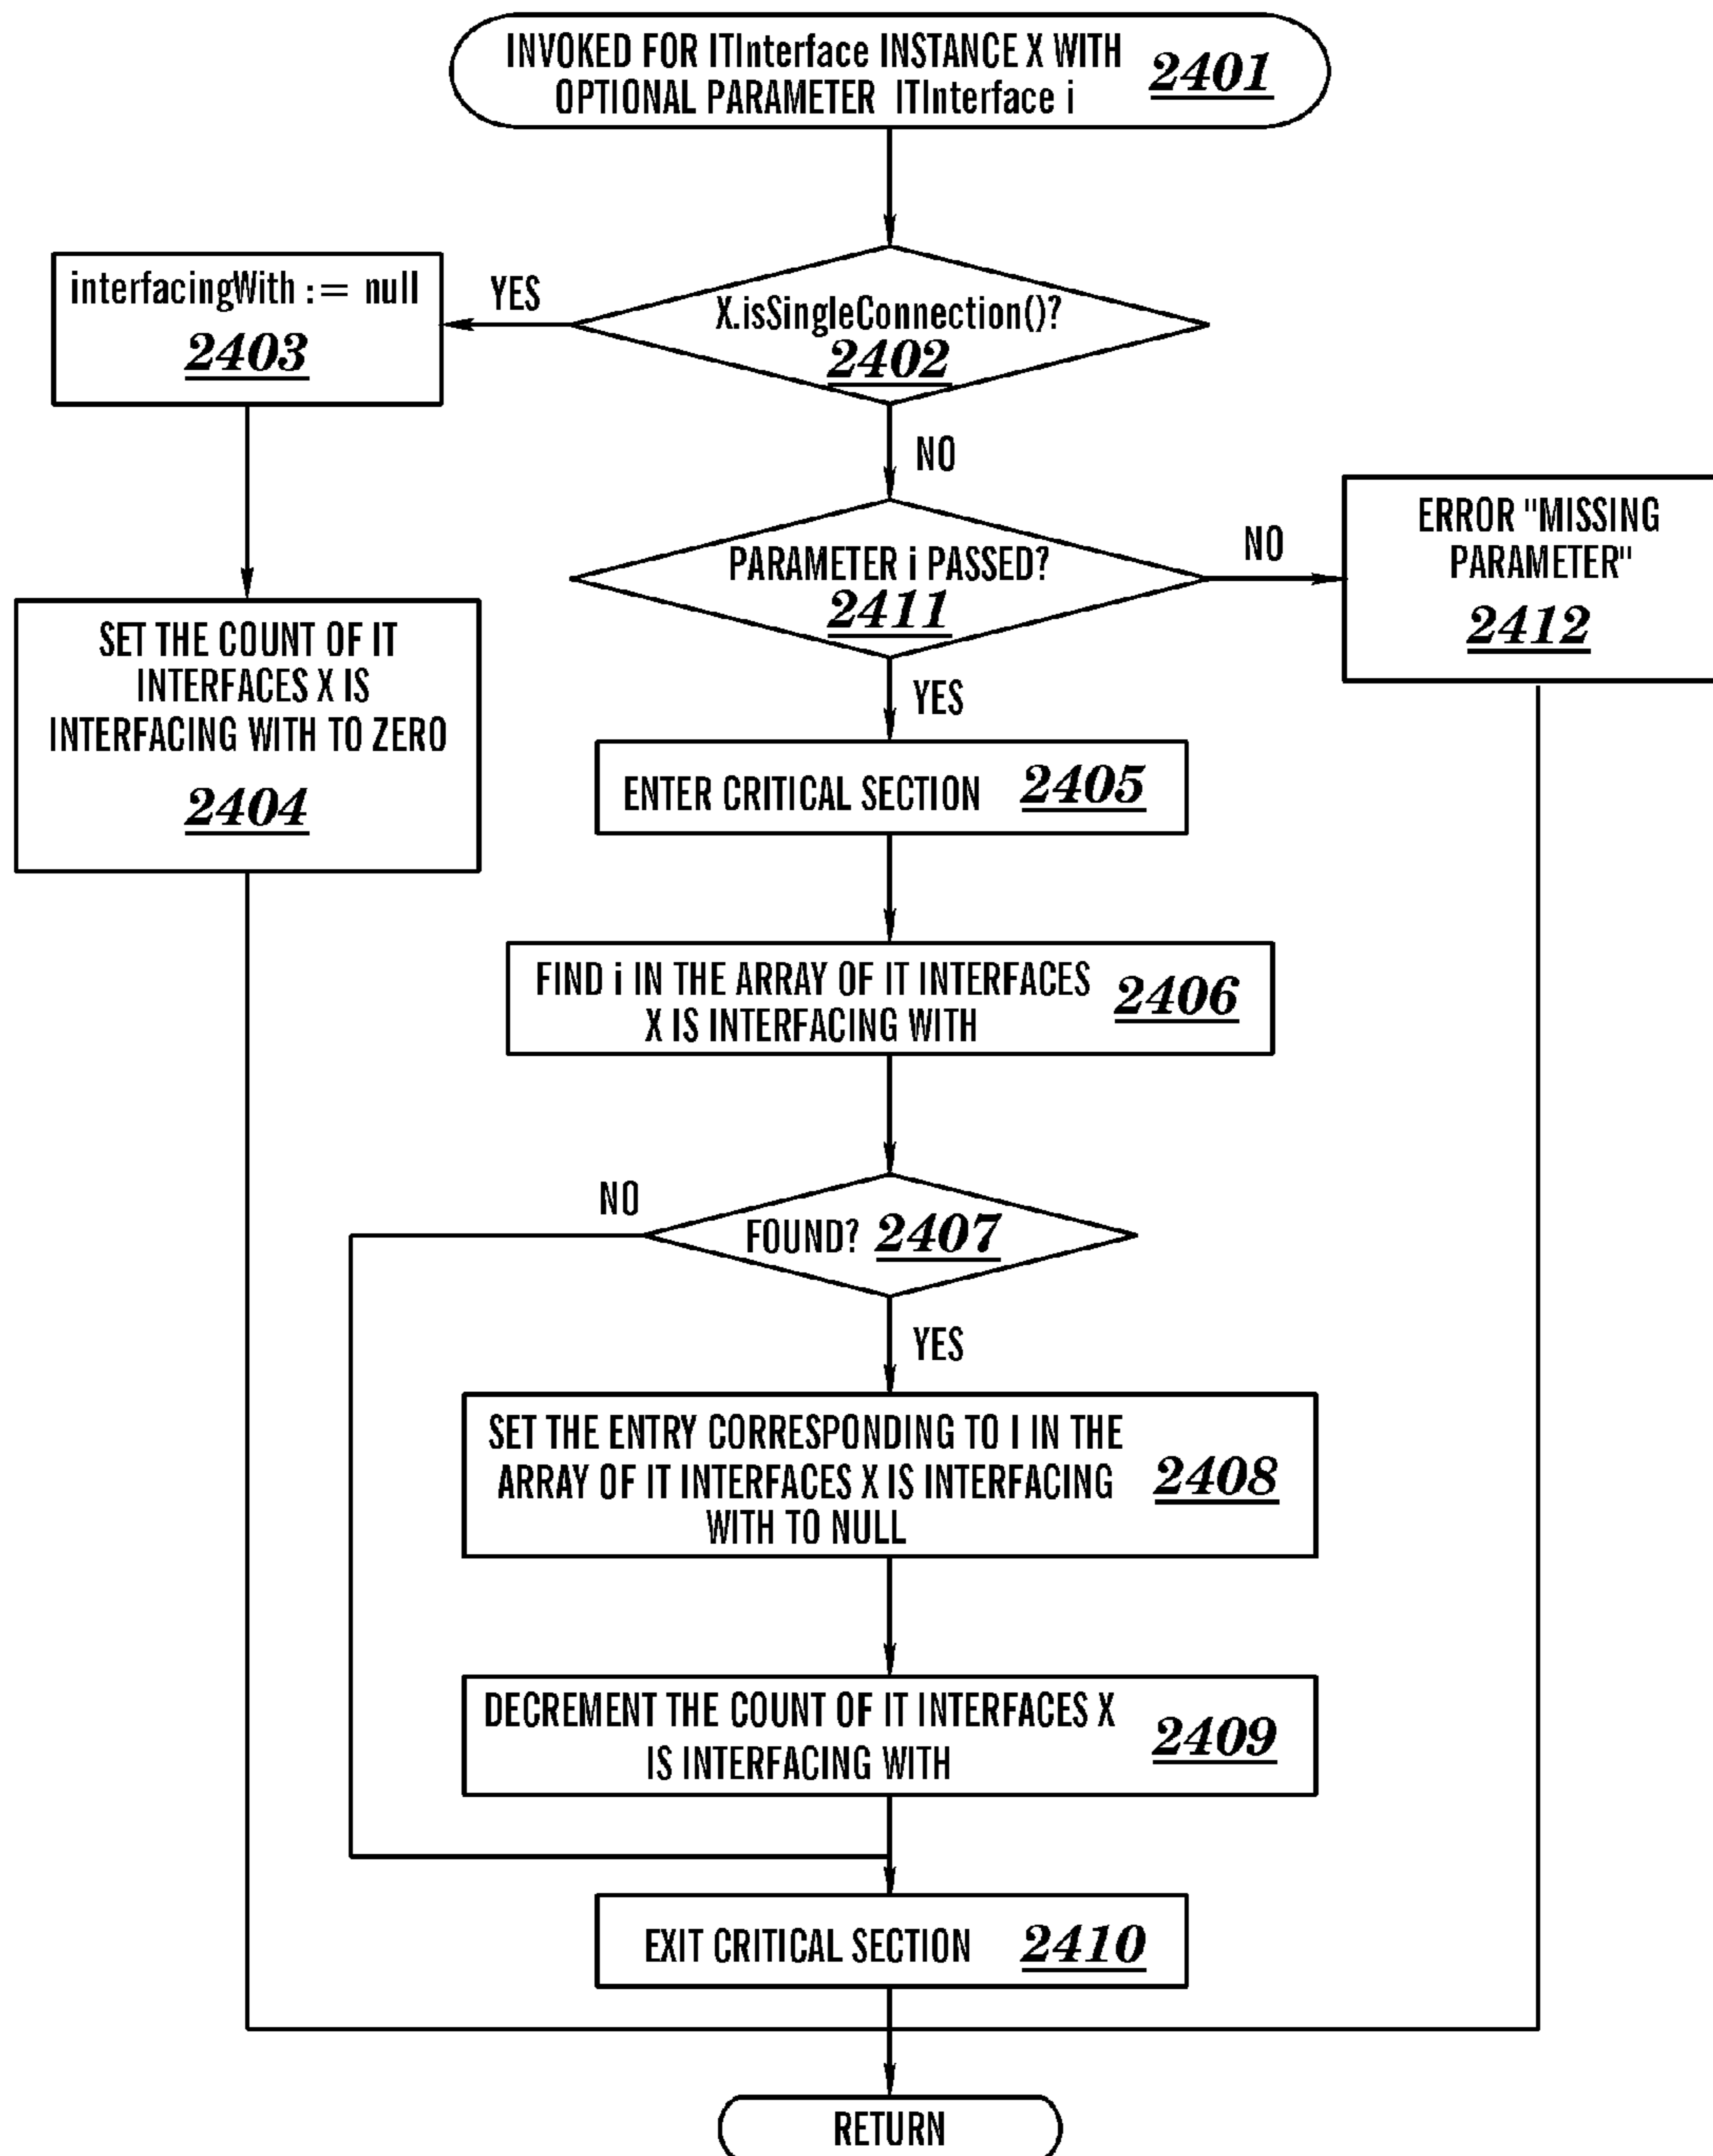 INVOKED FOR ITInterface INSTANCE X WITH
OPTIONAL PARAMETER ITInterface i
2401
interfacingWith := null
2403
YES
X.isSingleConnection()?
2402
NO
SET THE COUNT OF IT
INTERFACES X IS
INTERFACING WITH TO ZERO
2404
PARAMETER i PASSED?
2411
NO
ERROR "MISSING
PARAMETER"
2412
YES
ENTER CRITICAL SECTION 2405
FIND i IN THE ARRAY OF IT INTERFACES
X IS INTERFACING WITH
2406
NO
FOUND? 2407
YES
SET THE ENTRY CORRESPONDING TO I IN THE
ARRAY OF IT INTERFACES X IS INTERFACING
WITH TO NULL
2408
DECREMENT THE COUNT OF IT INTERFACES X
IS INTERFACING WITH
2409
EXIT CRITICAL SECTION 2410
RETURN